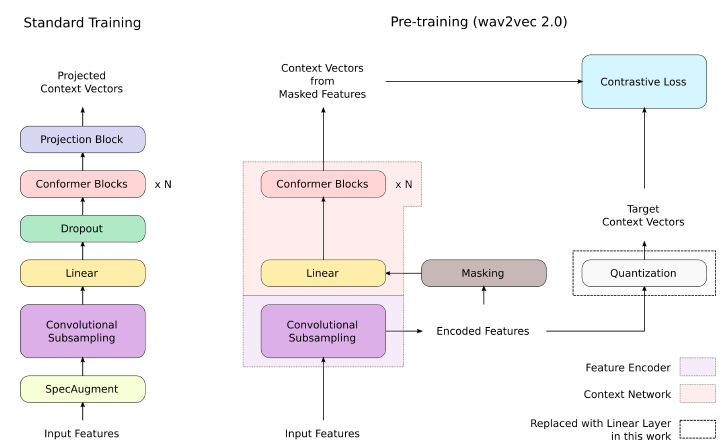 Standard Training
Projected
Context Vectors
Projection Block
Conformer Blocks
x N
Dropout
Linear
Convolutional
Subsampling
SpecAugment
Input Features
Pre-training (wav2vec 2.0)
Context Vectors
from
Masked Features
Contrastive Loss
Conformer Blocks
x N
Target
Context Vectors
Linear
Masking
Quantization
Convolutional
Subsampling
Encoded Features
Input Features
Feature Encoder
Context Network
Replaced with Linear Layer
in this work